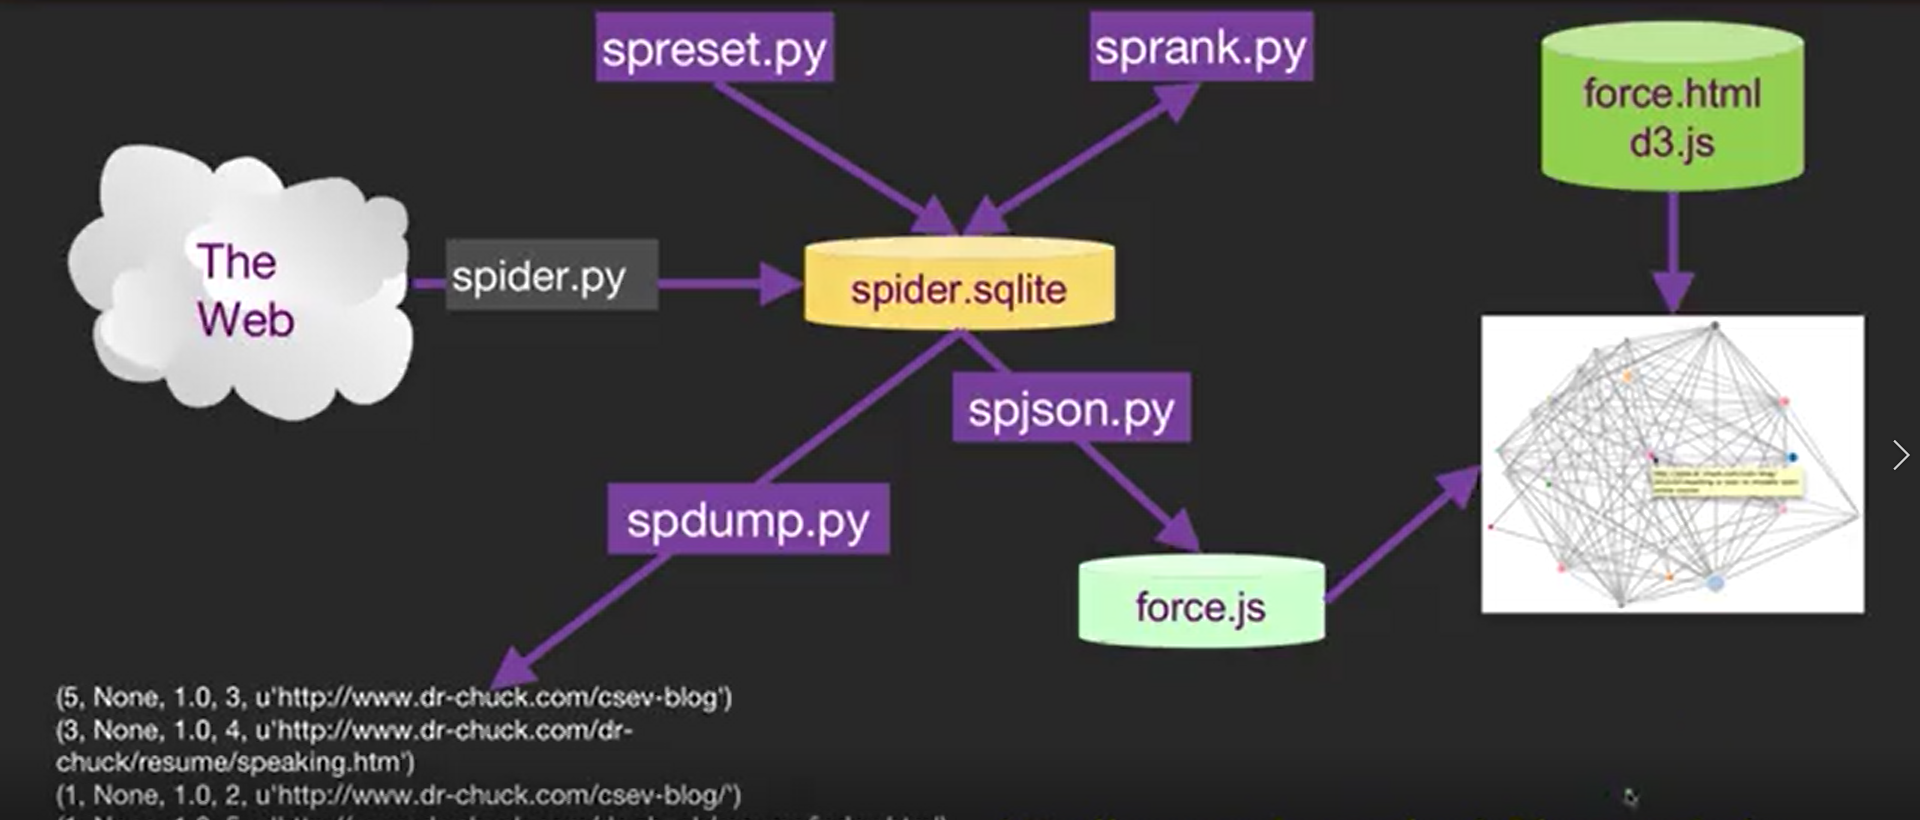 spreset.py
sprank.py
force.html
d3.js
The
Web
spider.py
spider.sqlite
spjson.py
spdump.py
force.js
(5, None, 1.0, 3, u'http://www.dr-chuck.com/csev-blog')
(3, None, 1.0, 4, u'http://www.dr-chuck.com/dr-
chuck/resume/speaking.htm')
(1, None, 1.0, 2, u'http://www.dr-chuck.com/csev-blog/')